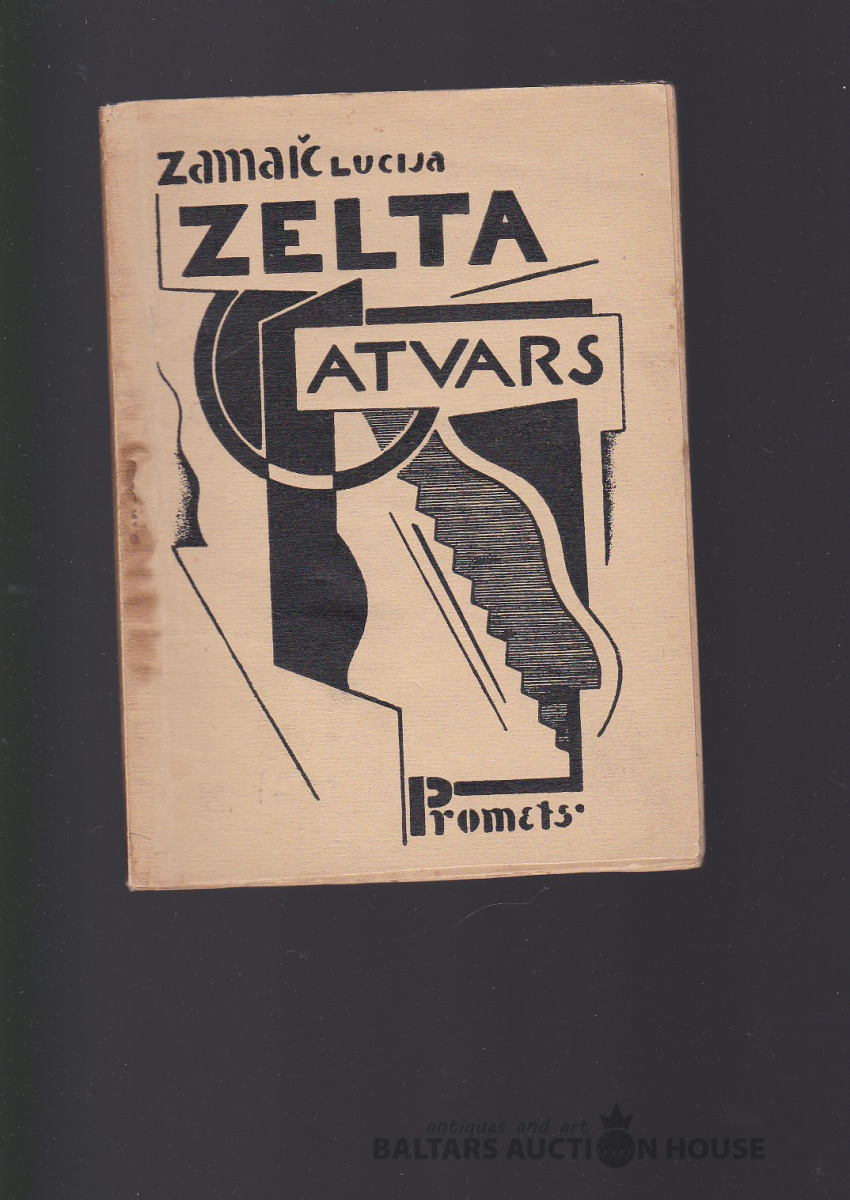 Zamaič LUCIJA
ZELTA
ATVARS
Promets.
antiques and art
BALTARS AUCTION HOUSE